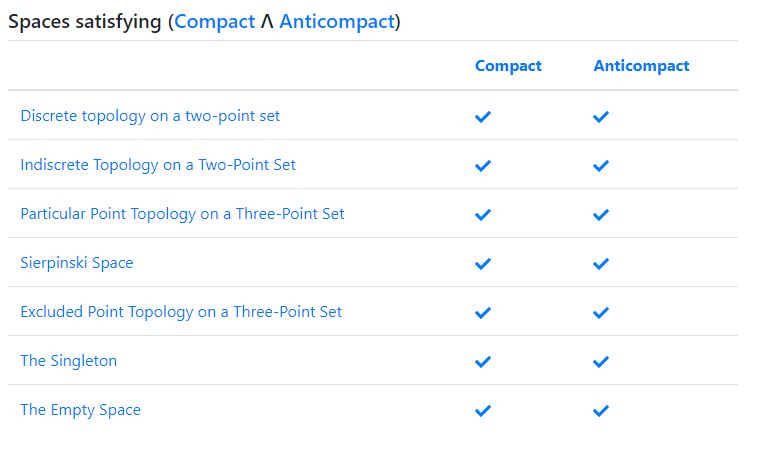 Spaces satisfying (Compact ∧ Anticompact)
Compact Anticompact
Discrete topology on a two-point set ✓ ✓
Indiscrete Topology on a Two-Point Set ✓ ✓
Particular Point Topology on a Three-Point Set ✓ ✓
Sierpinski Space ✓ ✓
Excluded Point Topology on a Three-Point Set ✓ ✓
The Singleton ✓ ✓
The Empty Space ✓ ✓